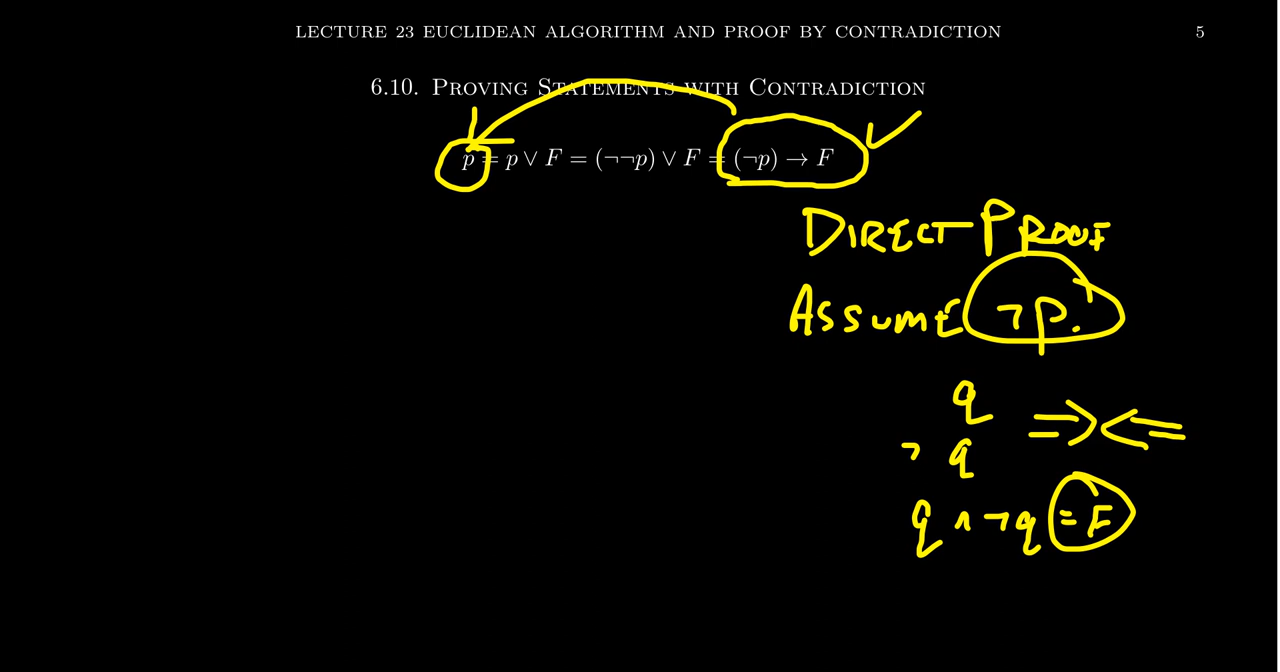 LECTURE 23 EUCLIDEAN ALGORITHM AND PROOF BY CONTRADICTION 5
6.10. PROVING STATEMENTS WITH CONTRADICTION
p = p ∨ F = (¬¬p) ∨ F = (¬p) → F
DIRECT PROOF
ASSUME ¬p.
q
¬q ⇒⇐
q ∧ ¬q = F